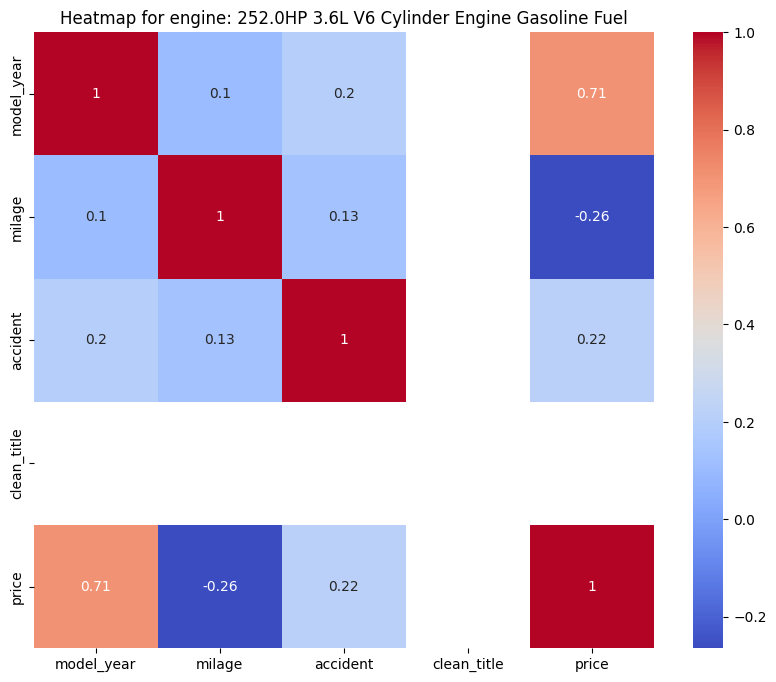 Heatmap for engine: 252.0HP 3.6L V6 Cylinder Engine Gasoline Fuel
model_year 1 0.1 0.2 0.71
milage 0.1 1 0.13 -0.26
accident 0.2 0.13 1 0.22
clean_title
price 0.71 -0.26 0.22 1
model_year milage accident clean_title price
1.0
0.8
0.6
0.4
0.2
0.0
−0.2